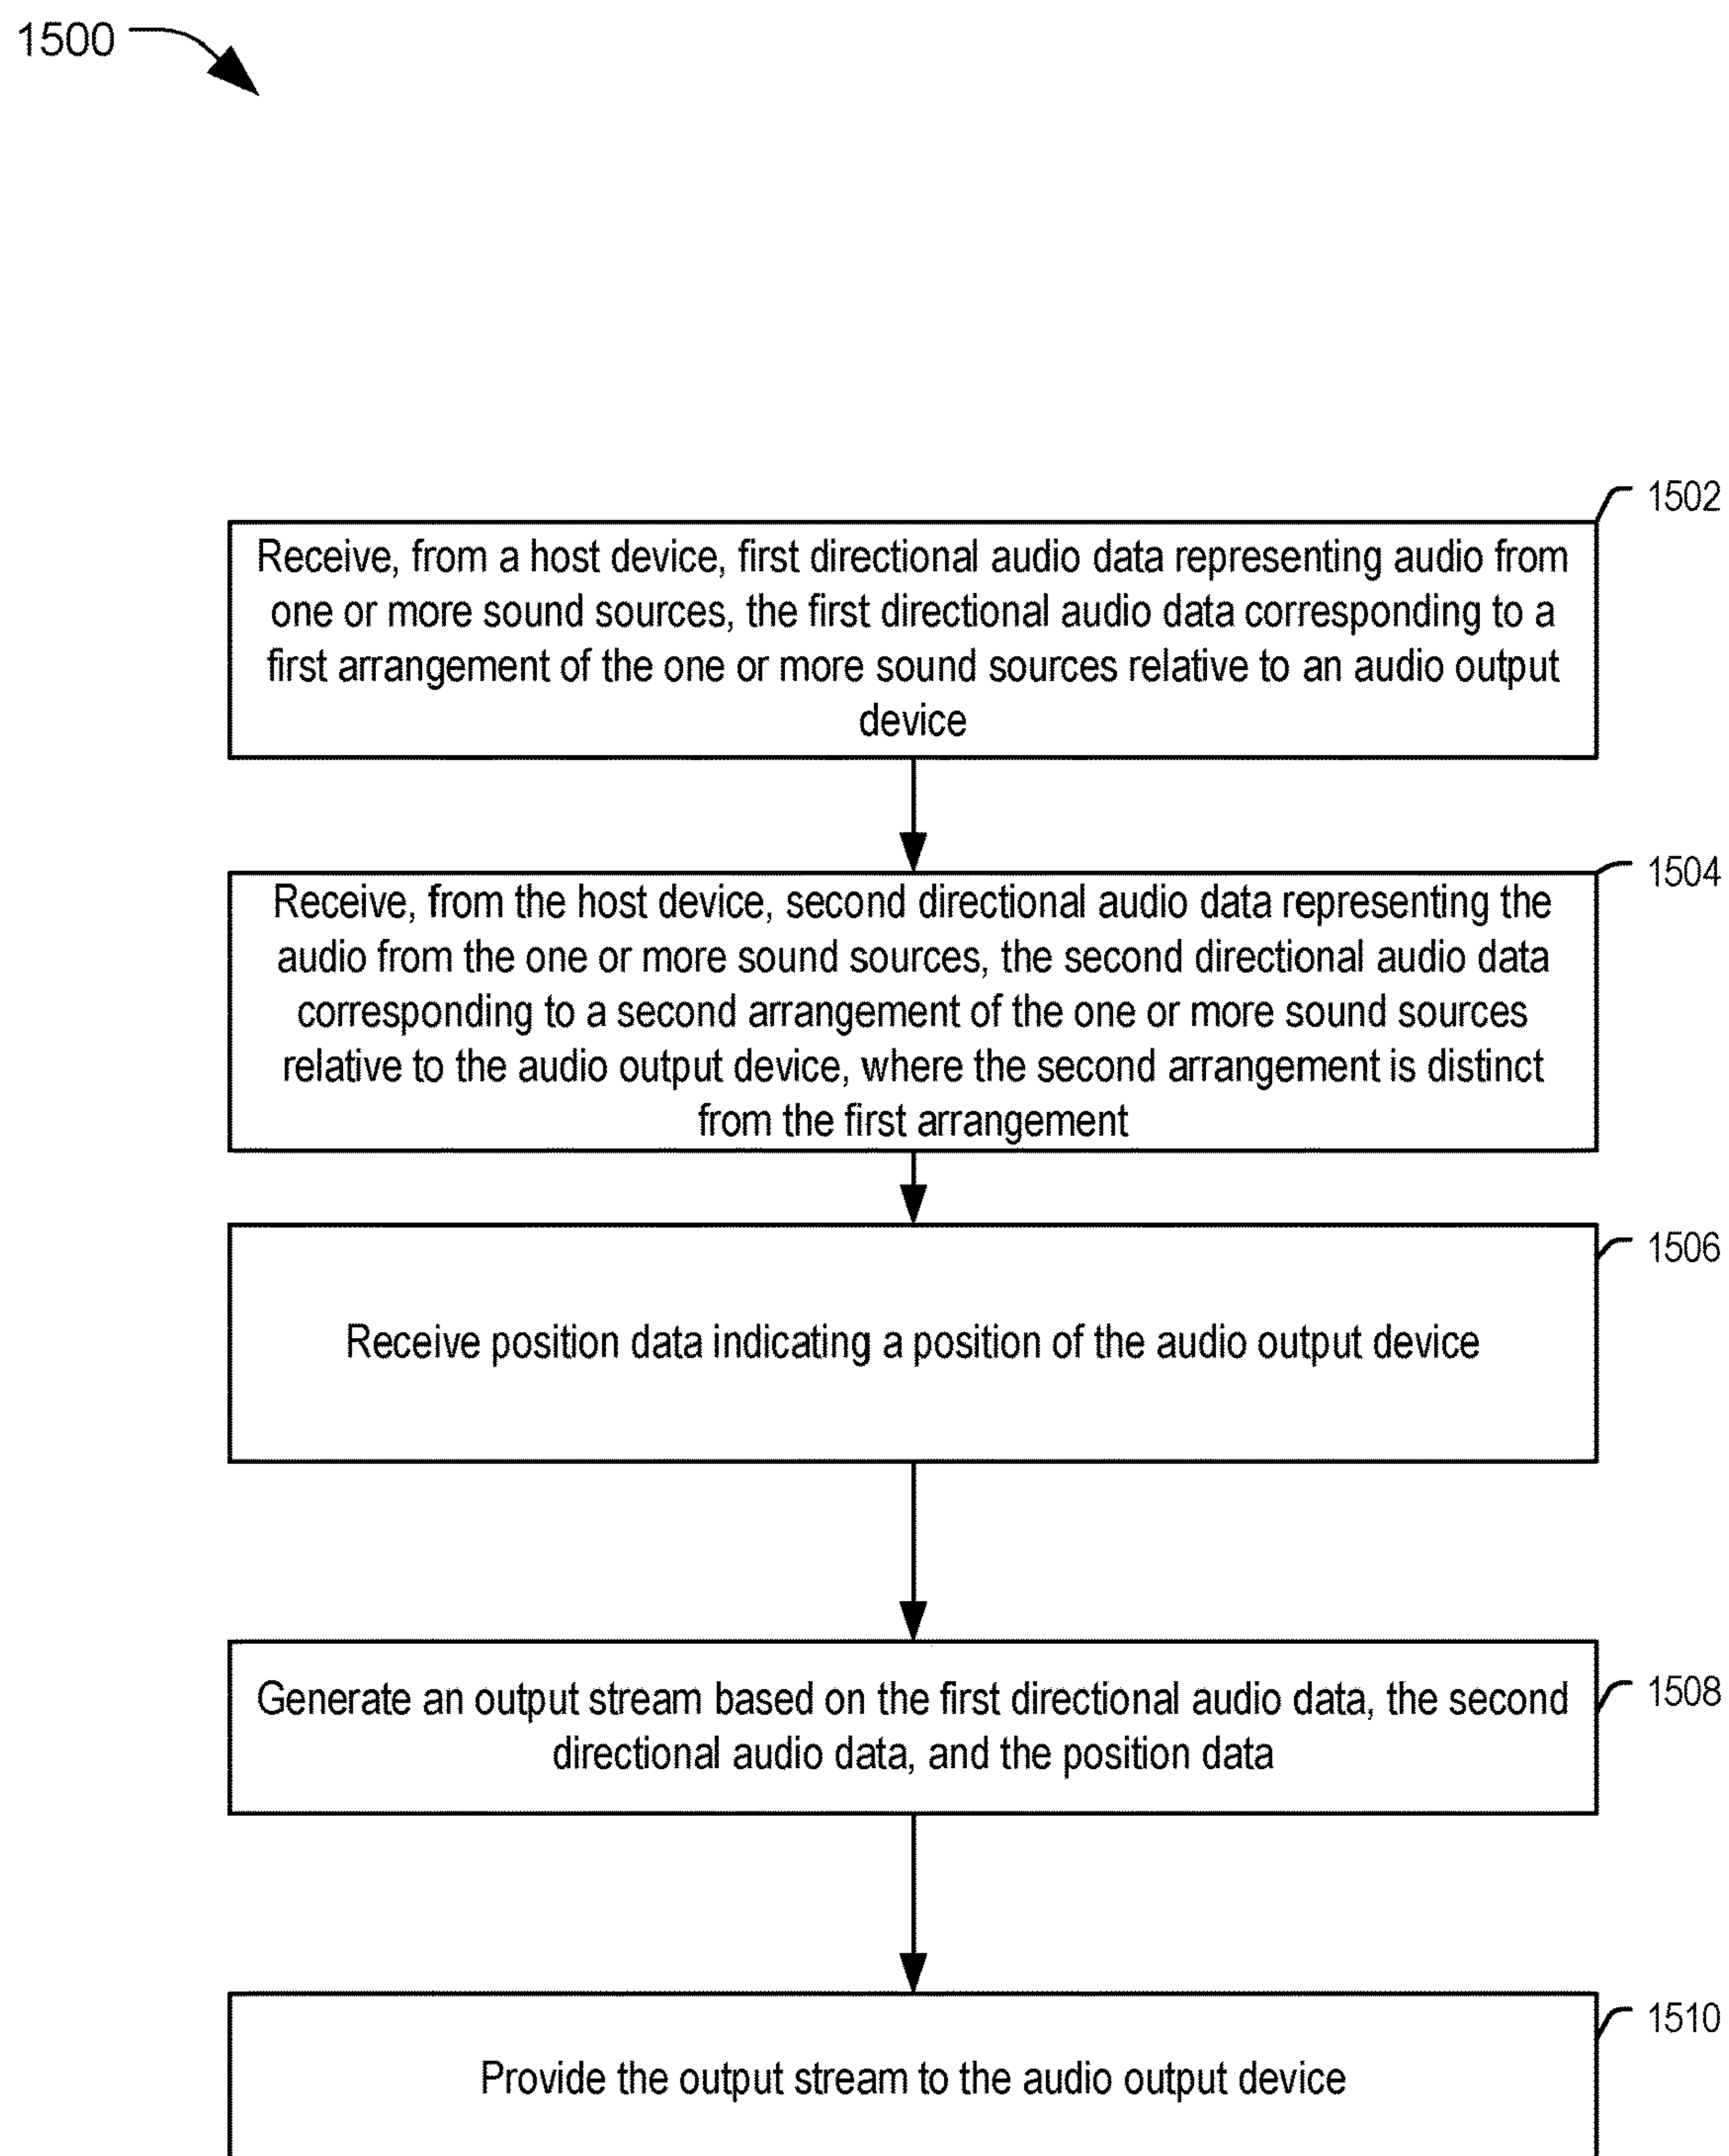 1500
1502
Receive, from a host device, first directional audio data representing audio from
one or more sound sources, the first directional audio data corresponding to a
first arrangement of the one or more sound sources relative to an audio output
device
1504
Receive, from the host device, second directional audio data representing the
audio from the one or more sound sources, the second directional audio data
corresponding to a second arrangement of the one or more sound sources
relative to the audio output device, where the second arrangement is distinct
from the first arrangement
1506
Receive position data indicating a position of the audio output device
1508
Generate an output stream based on the first directional audio data, the second
directional audio data, and the position data
1510
Provide the output stream to the audio output device